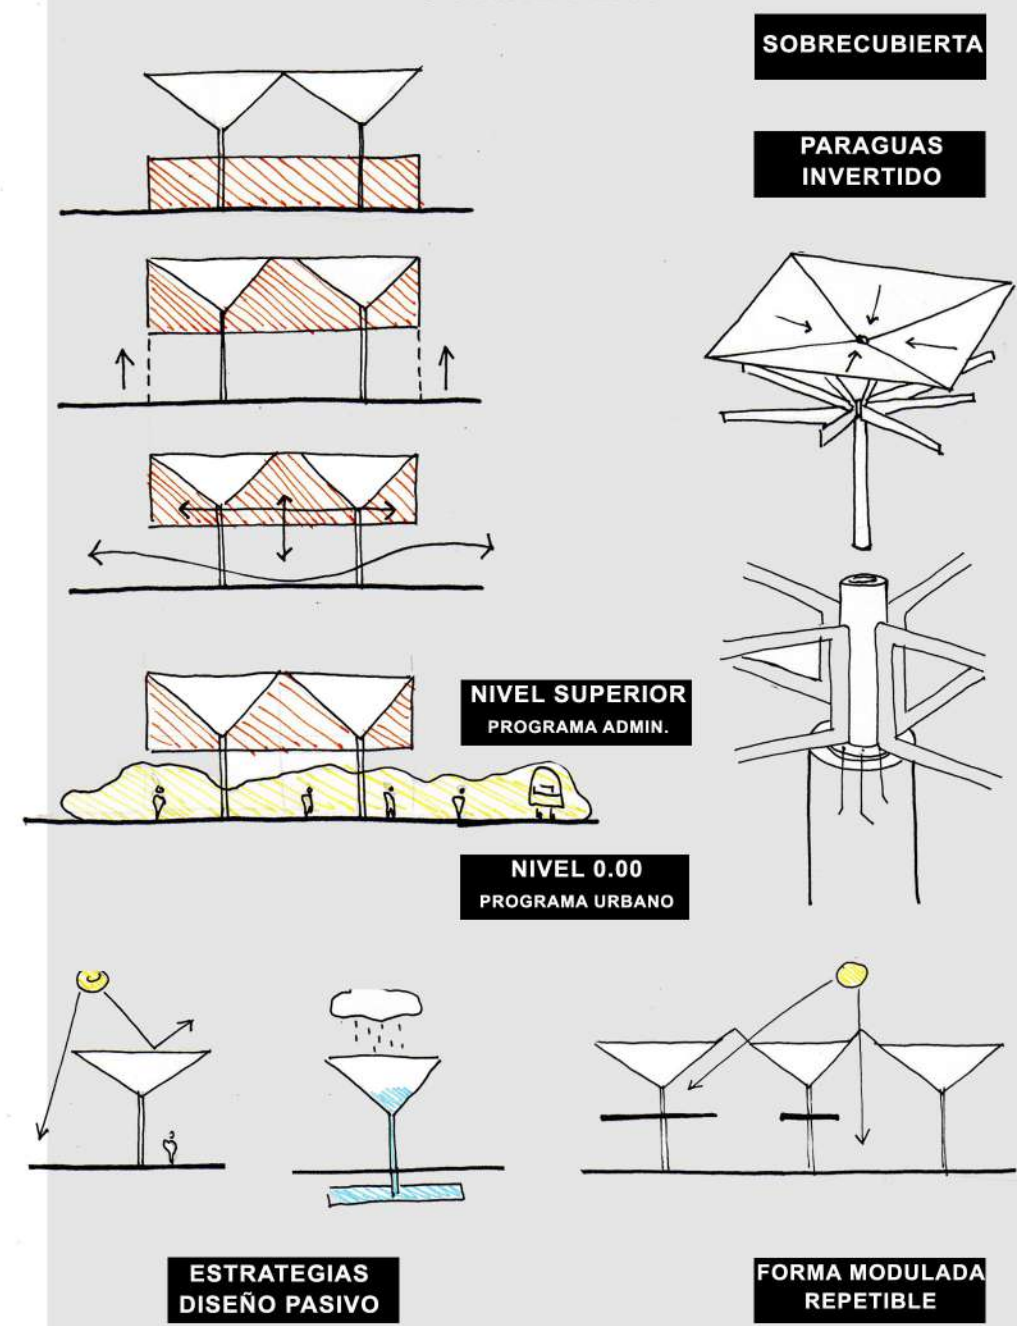 SOBRECUBIERTA
PARAGUAS
INVERTIDO
NIVEL SUPERIOR
PROGRAMA ADMIN.
NIVEL 0.00
PROGRAMA URBANO
ESTRATEGIAS
DISEÑO PASIVO
FORMA MODULADA
REPETIBLE